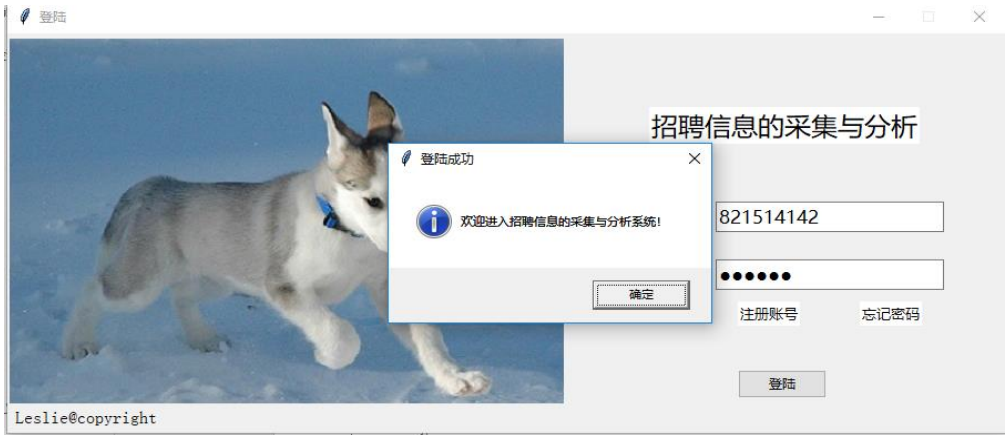 登陆
招聘信息的采集与分析
登陆成功
欢迎进入招聘信息的采集与分析系统!
确定
821514142
●●●●●●
注册账号
忘记密码
登陆
Leslie@copyright